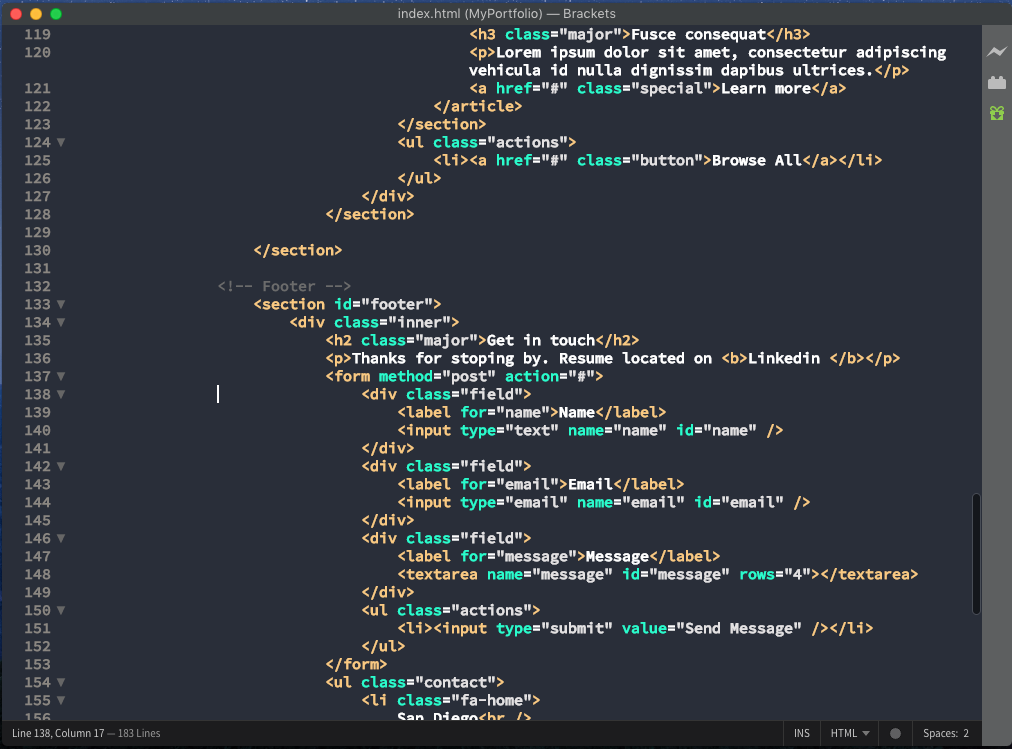 index.html (MyPortfolio) — Brackets
119 <h3 class="major">Fusce consequat</h3>
120 <p>Lorem ipsum dolor sit amet, consectetur adipiscing
vehicula id nulla dignissim dapibus ultrices.</p>
121 <a href="#" class="special">Learn more</a>
122 </article>
123 </section>
124 <ul class="actions">
125 <li><a href="#" class="button">Browse All</a></li>
126 </ul>
127 </div>
128 </section>
129
130 </section>
131
132 <!-- Footer -->
133 <section id="footer">
134 <div class="inner">
135 <h2 class="major">Get in touch</h2>
136 <p>Thanks for stoping by. Resume located on <b>Linkedin </b></p>
137 <form method="post" action="#">
138 <div class="field">
139 <label for="name">Name</label>
140 <input type="text" name="name" id="name" />
141 </div>
142 <div class="field">
143 <label for="email">Email</label>
144 <input type="email" name="email" id="email" />
145 </div>
146 <div class="field">
147 <label for="message">Message</label>
148 <textarea name="message" id="message" rows="4"></textarea>
149 </div>
150 <ul class="actions">
151 <li><input type="submit" value="Send Message" /></li>
152 </ul>
153 </form>
154 <ul class="contact">
155 <li class="fa-home">
156 San Diego<br />
Line 138, Column 17 — 183 Lines INS HTML Spaces: 2